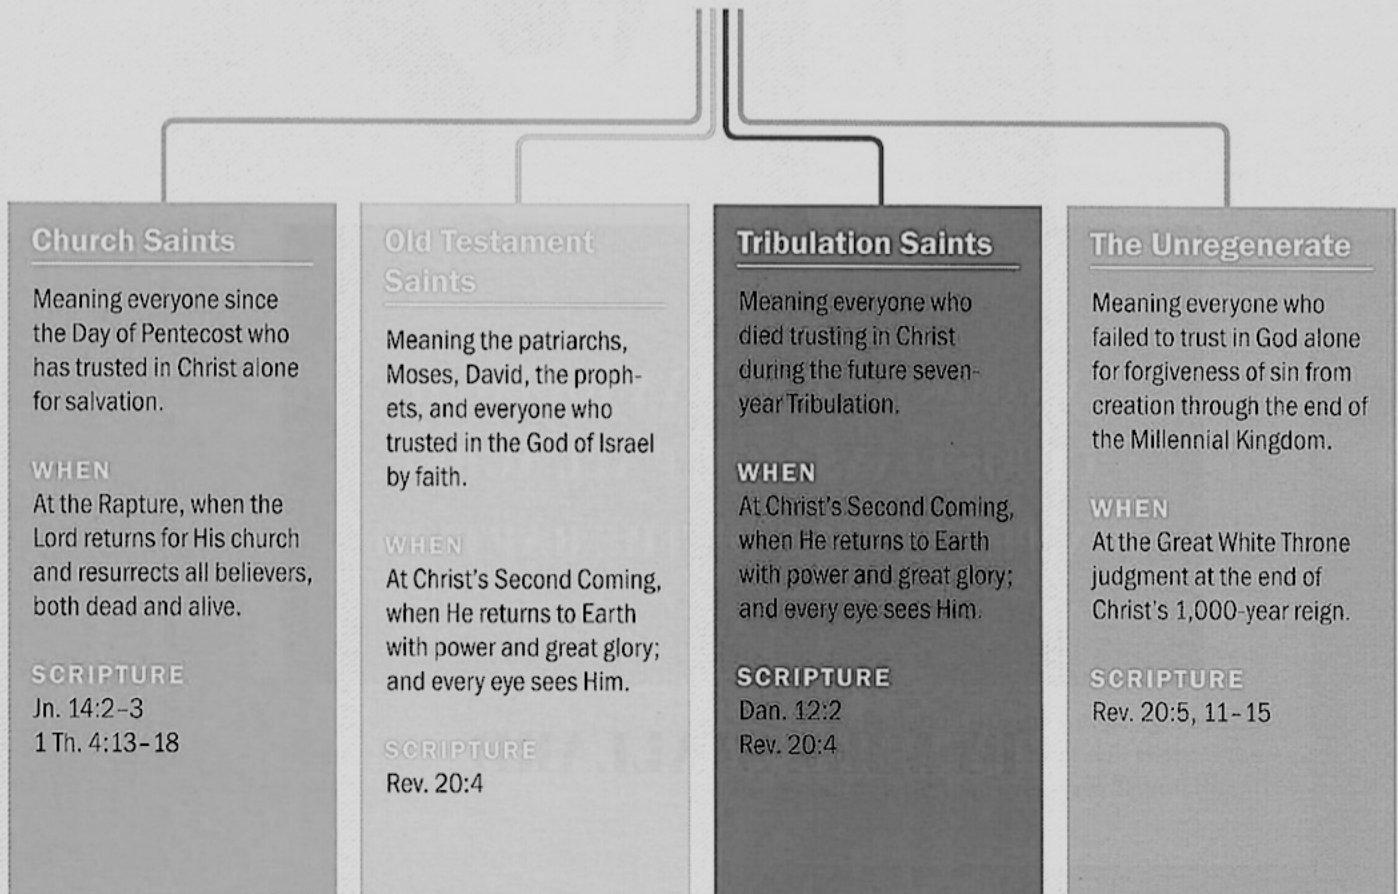 Church Saints
Meaning everyone since
the Day of Pentecost who
has trusted in Christ alone
for salvation.
WHEN
At the Rapture, when the
Lord returns for His church
and resurrects all believers,
both dead and alive.
SCRIPTURE
Jn. 14:2–3
1 Th. 4:13–18
Old Testament
Saints
Meaning the patriarchs,
Moses, David, the proph-
ets, and everyone who
trusted in the God of Israel
by faith.
WHEN
At Christ's Second Coming,
when He returns to Earth
with power and great glory;
and every eye sees Him.
SCRIPTURE
Rev. 20:4
Tribulation Saints
Meaning everyone who
died trusting in Christ
during the future seven-
year Tribulation.
WHEN
At Christ's Second Coming,
when He returns to Earth
with power and great glory;
and every eye sees Him.
SCRIPTURE
Dan. 12:2
Rev. 20:4
The Unregenerate
Meaning everyone who
failed to trust in God alone
for forgiveness of sin from
creation through the end of
the Millennial Kingdom.
WHEN
At the Great White Throne
judgment at the end of
Christ's 1,000-year reign.
SCRIPTURE
Rev. 20:5, 11–15